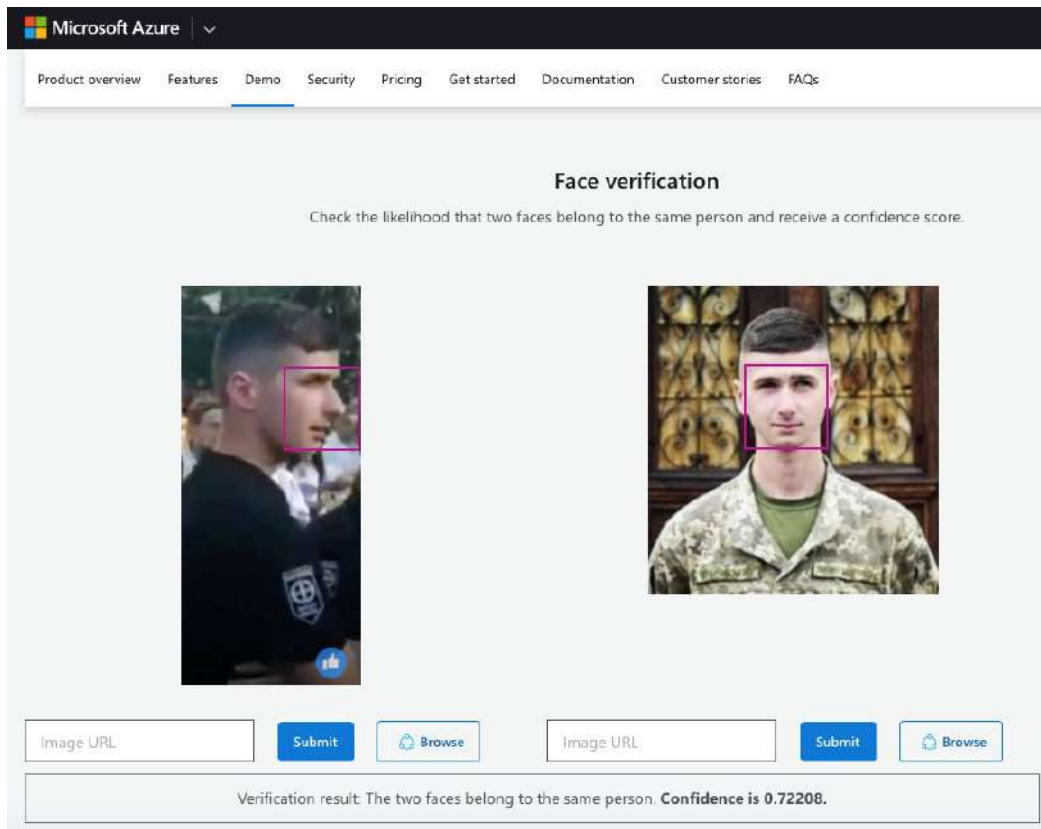 Microsoft Azure
Product overview Features Demo Security Pricing Get started Documentation Customer stories FAQs
Face verification
Check the likelihood that two faces belong to the same person and receive a confidence score.
Image URL Submit Browse Image URL Submit Browse
Verification result: The two faces belong to the same person. Confidence is 0.72208.